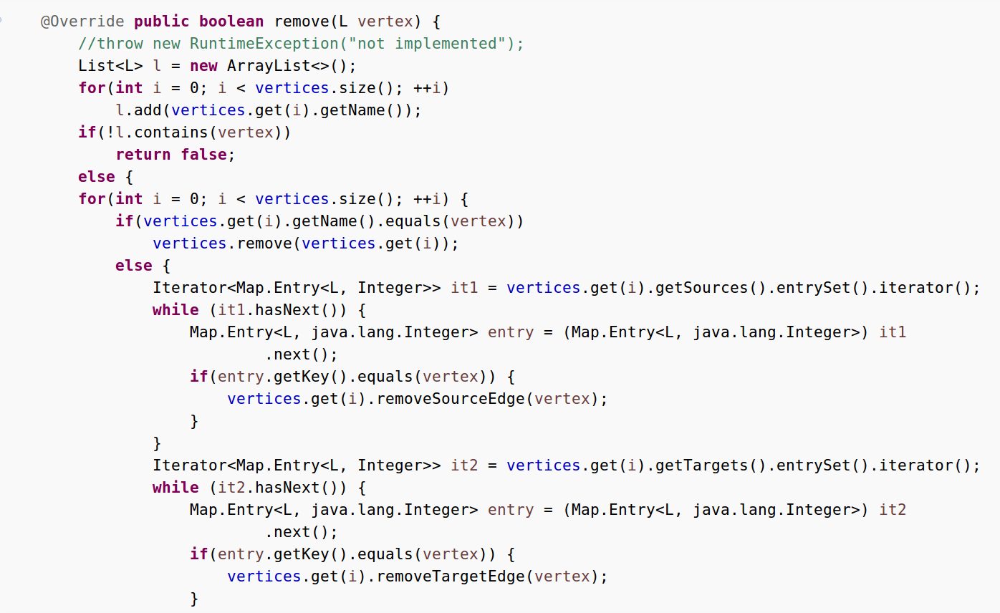 @Override public boolean remove(L vertex) {
//throw new RuntimeException("not implemented");
List<L> l = new ArrayList<>();
for(int i = 0; i < vertices.size(); ++i)
l.add(vertices.get(i).getName());
if(!l.contains(vertex))
return false;
else {
for(int i = 0; i < vertices.size(); ++i) {
if(vertices.get(i).getName().equals(vertex))
vertices.remove(vertices.get(i));
else {
Iterator<Map.Entry<L, Integer>> it1 = vertices.get(i).getSources().entrySet().iterator();
while (it1.hasNext()) {
Map.Entry<L, java.lang.Integer> entry = (Map.Entry<L, java.lang.Integer>) it1
.next();
if(entry.getKey().equals(vertex)) {
vertices.get(i).removeSourceEdge(vertex);
}
}
Iterator<Map.Entry<L, Integer>> it2 = vertices.get(i).getTargets().entrySet().iterator();
while (it2.hasNext()) {
Map.Entry<L, java.lang.Integer> entry = (Map.Entry<L, java.lang.Integer>) it2
.next();
if(entry.getKey().equals(vertex)) {
vertices.get(i).removeTargetEdge(vertex);
}